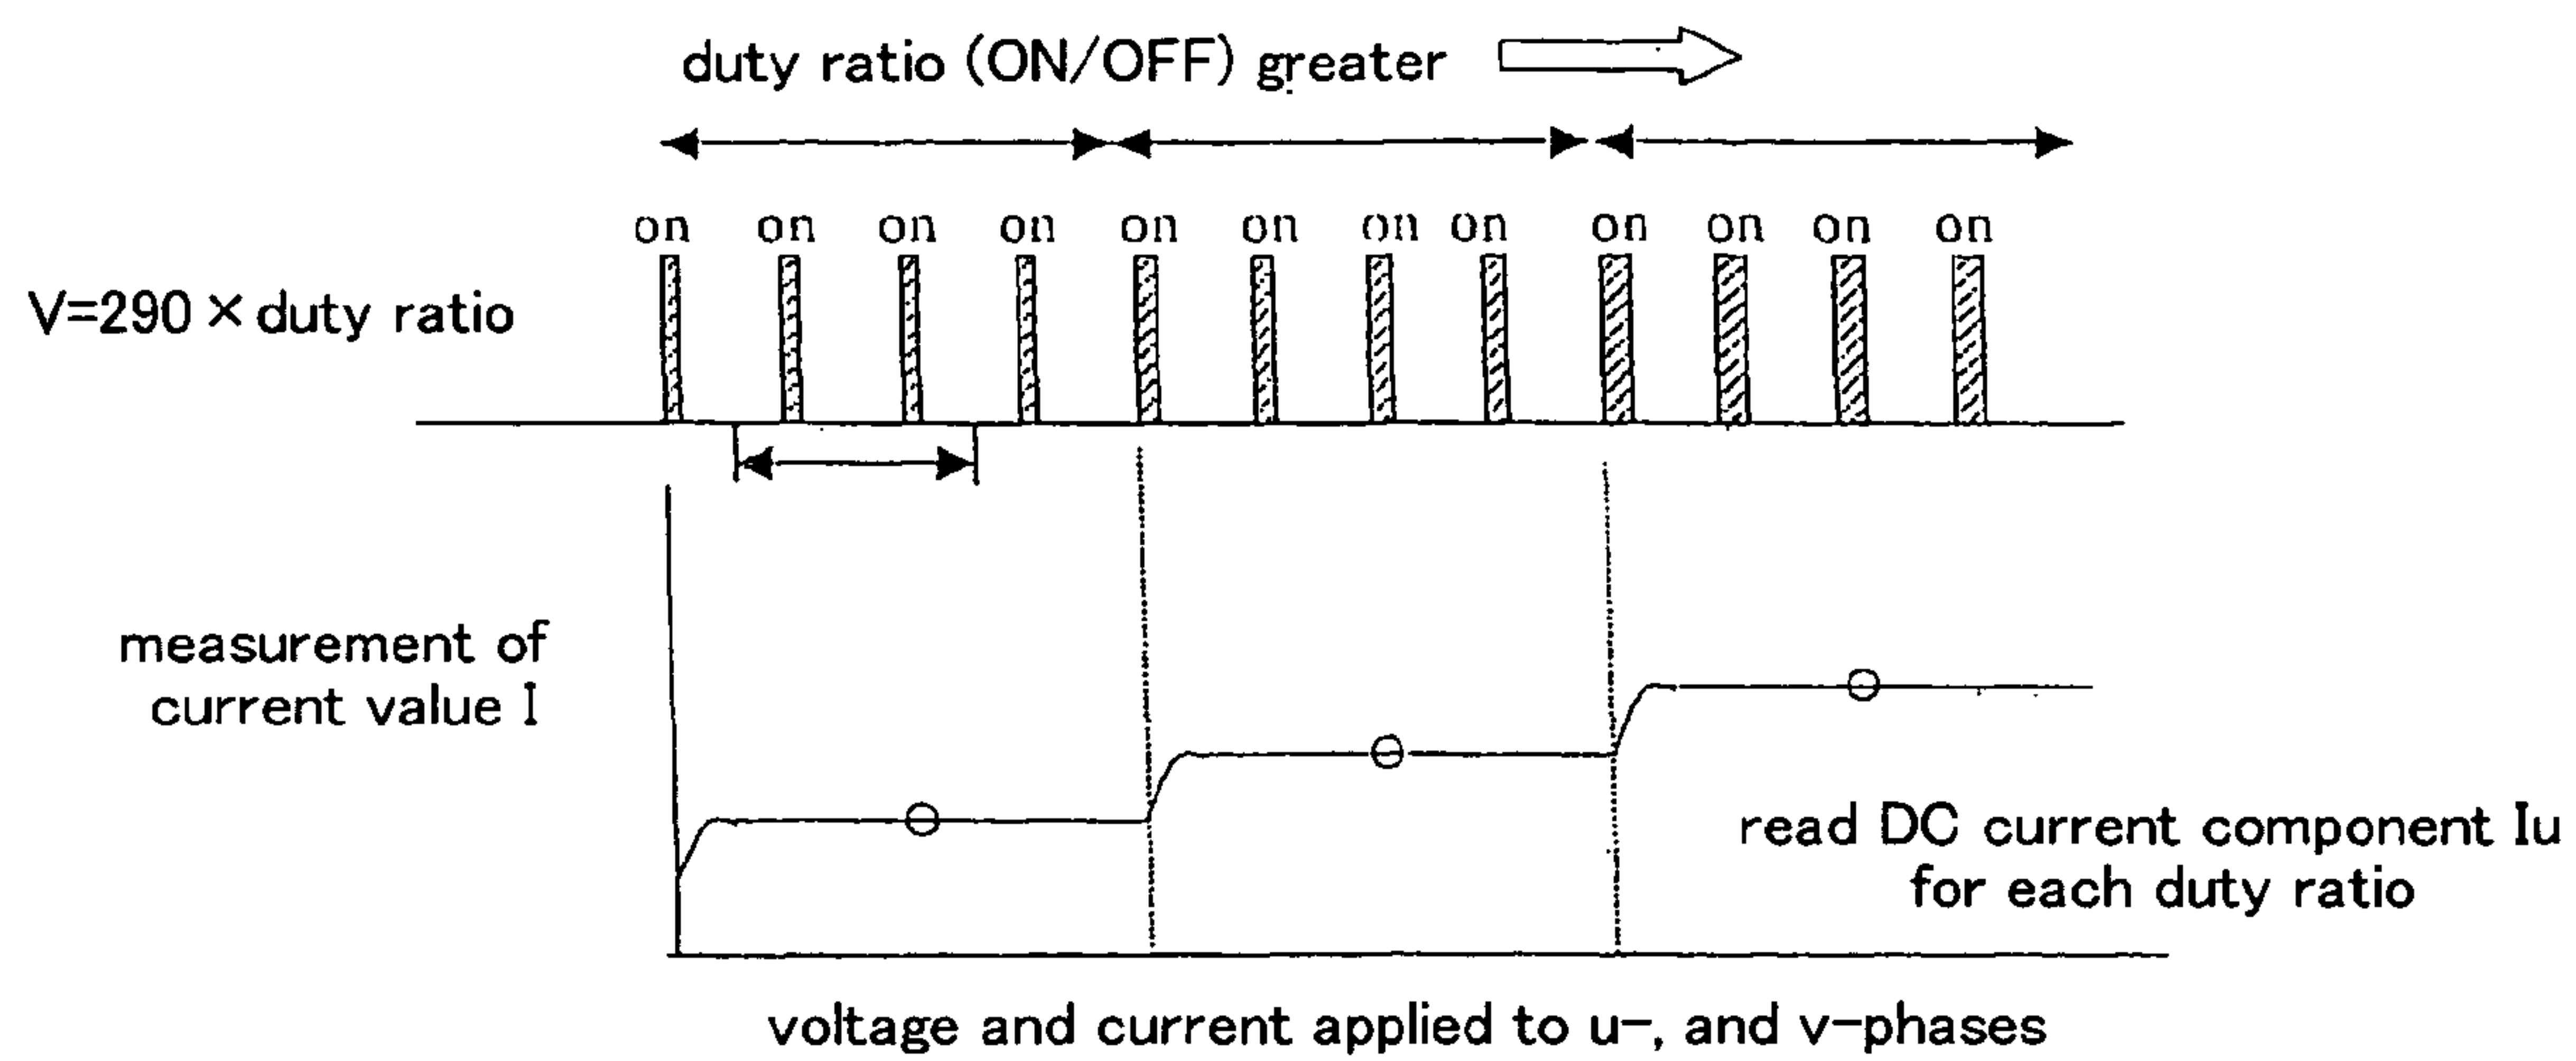 duty ratio (ON/OFF) greater
on on on on on on on on on on on on
V=290×duty ratio
measurement of
current value I
read DC current component Iu
for each duty ratio
voltage and current applied to u-, and v-phases